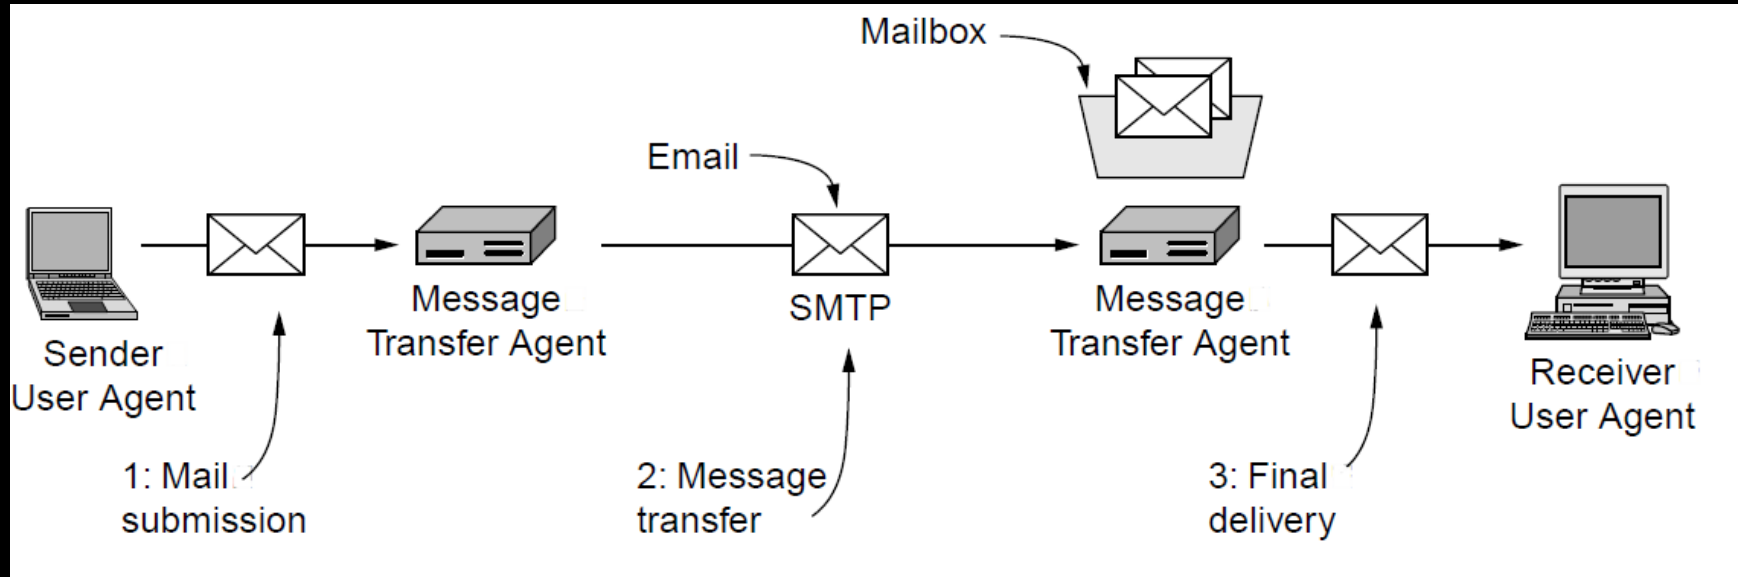 Mailbox
Email
SMTP
Message
Transfer Agent
Message
Transfer Agent
Sender
User Agent
Receiver
User Agent
1: Mail
submission
2: Message
transfer
3: Final
delivery